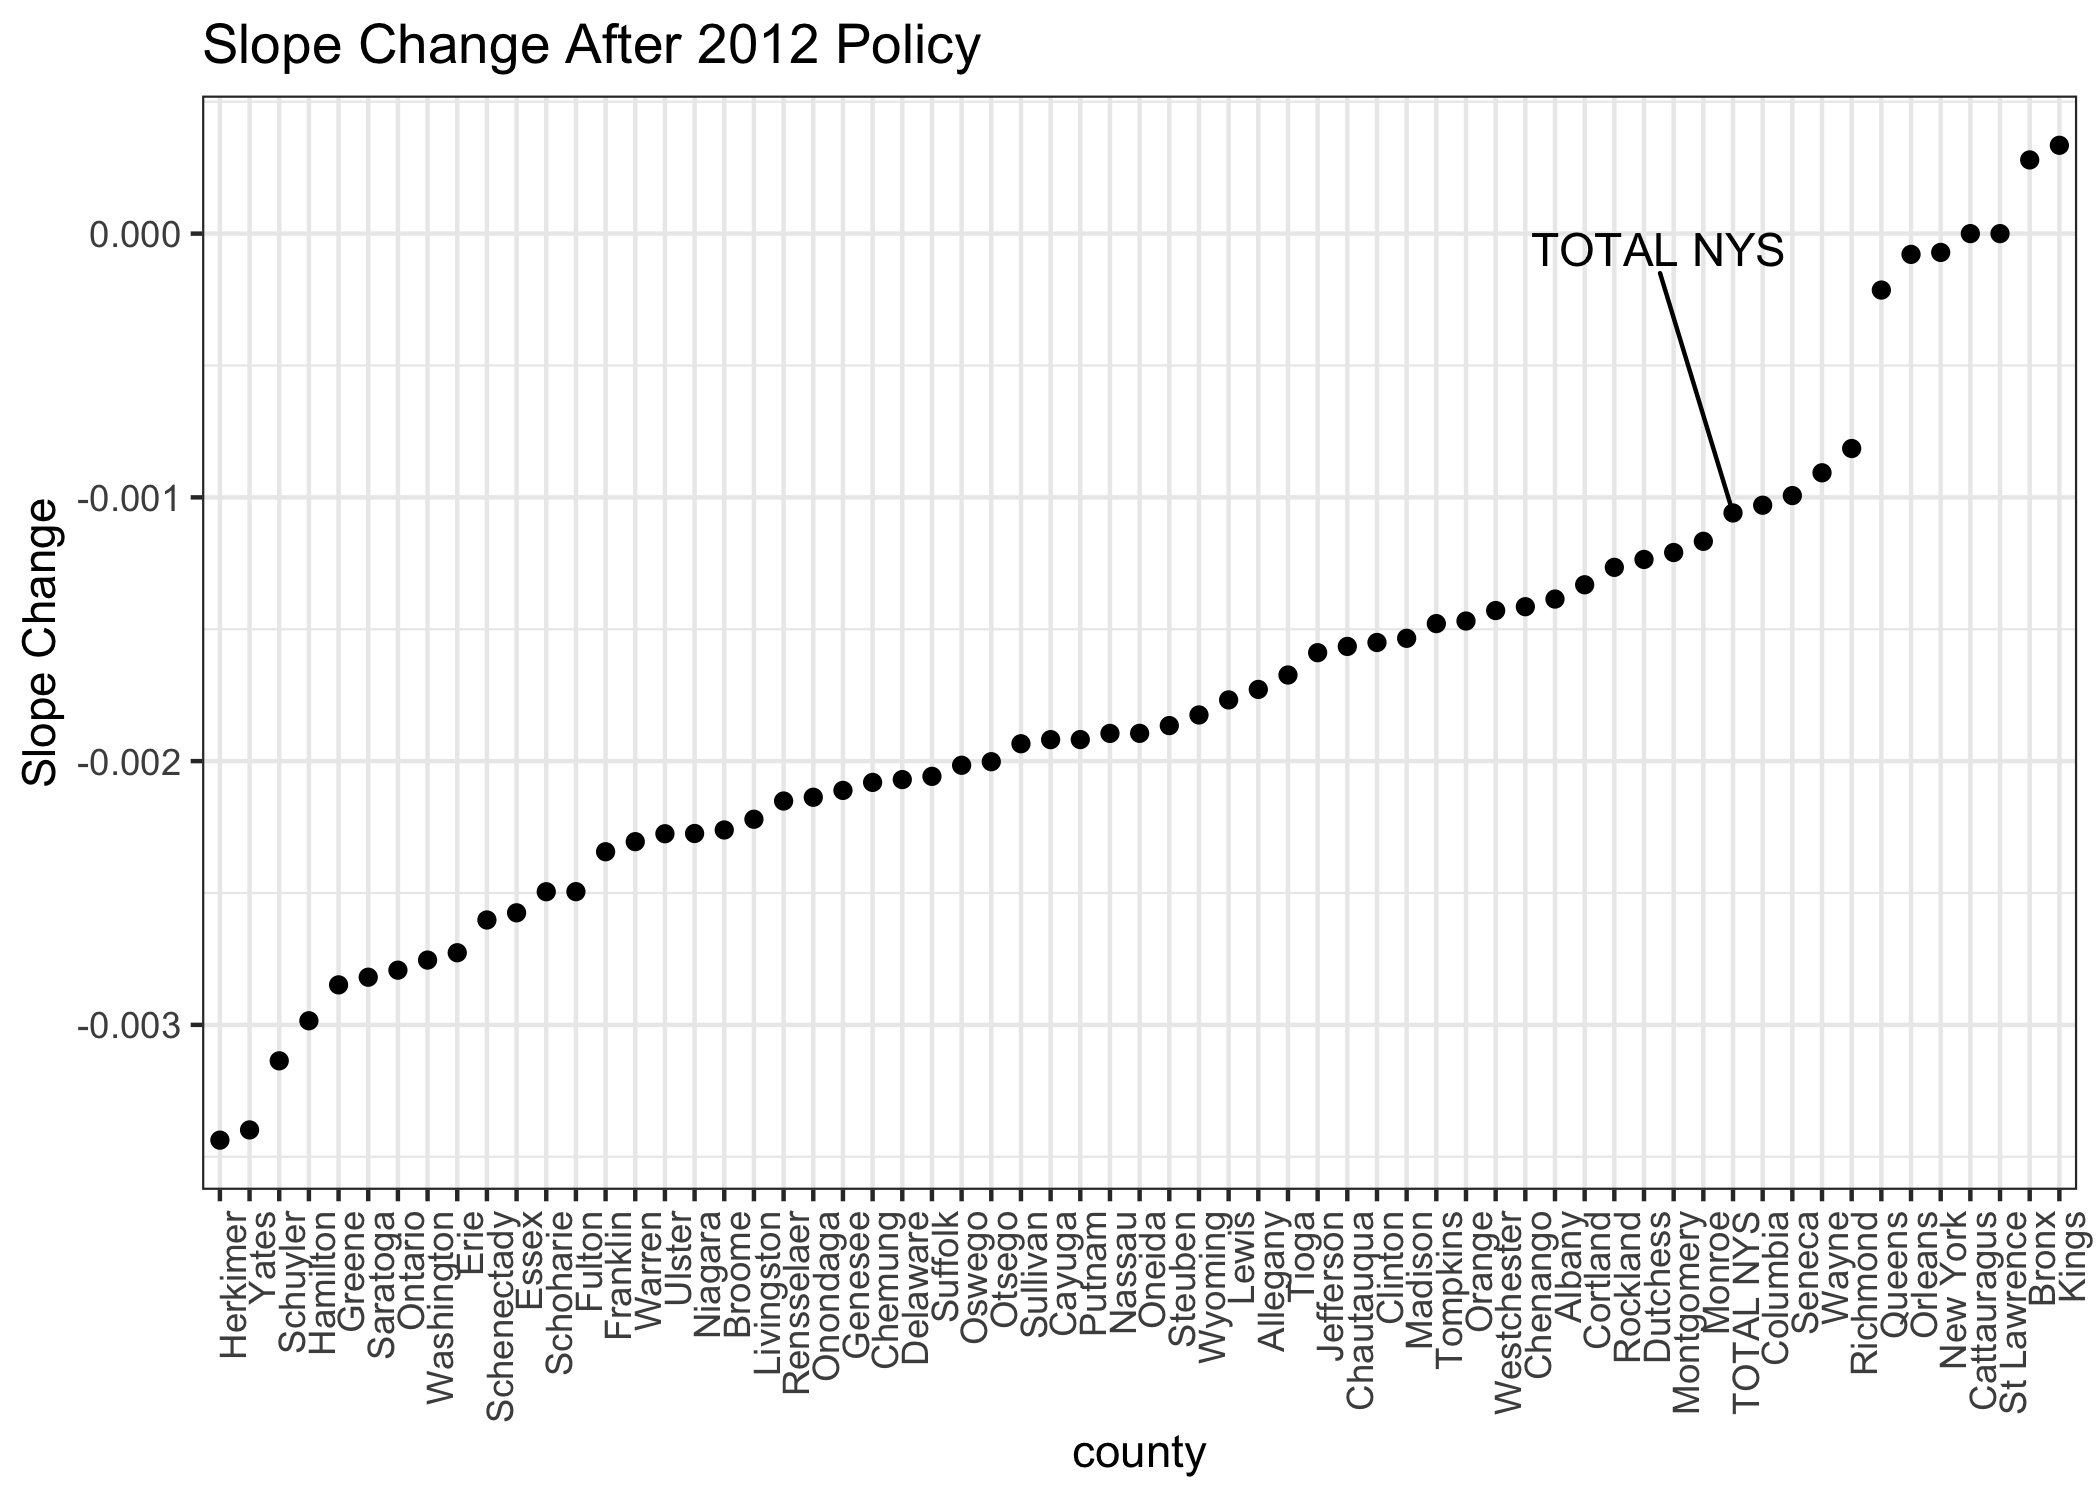 Slope Change After 2012 Policy
Slope Change
0.000
-0.001
-0.002
-0.003
TOTAL NYS
Herkimer
Yates
Schuyler
Hamilton
Greene
Saratoga
Ontario
Washington
Erie
Schenectady
Essex
Schoharie
Fulton
Franklin
Warren
Ulster
Niagara
Broome
Livingston
Rensselaer
Onondaga
Genesee
Chemung
Delaware
Suffolk
Oswego
Otsego
Sullivan
Cayuga
Putnam
Nassau
Oneida
Steuben
Wyoming
Lewis
Allegany
Tioga
Jefferson
Chautauqua
Clinton
Madison
Tompkins
Orange
Westchester
Chenango
Albany
Cortland
Rockland
Dutchess
Montgomery
Monroe
TOTAL NYS
Columbia
Seneca
Wayne
Richmond
Queens
Orleans
New York
Cattauragus
St Lawrence
Bronx
Kings
county